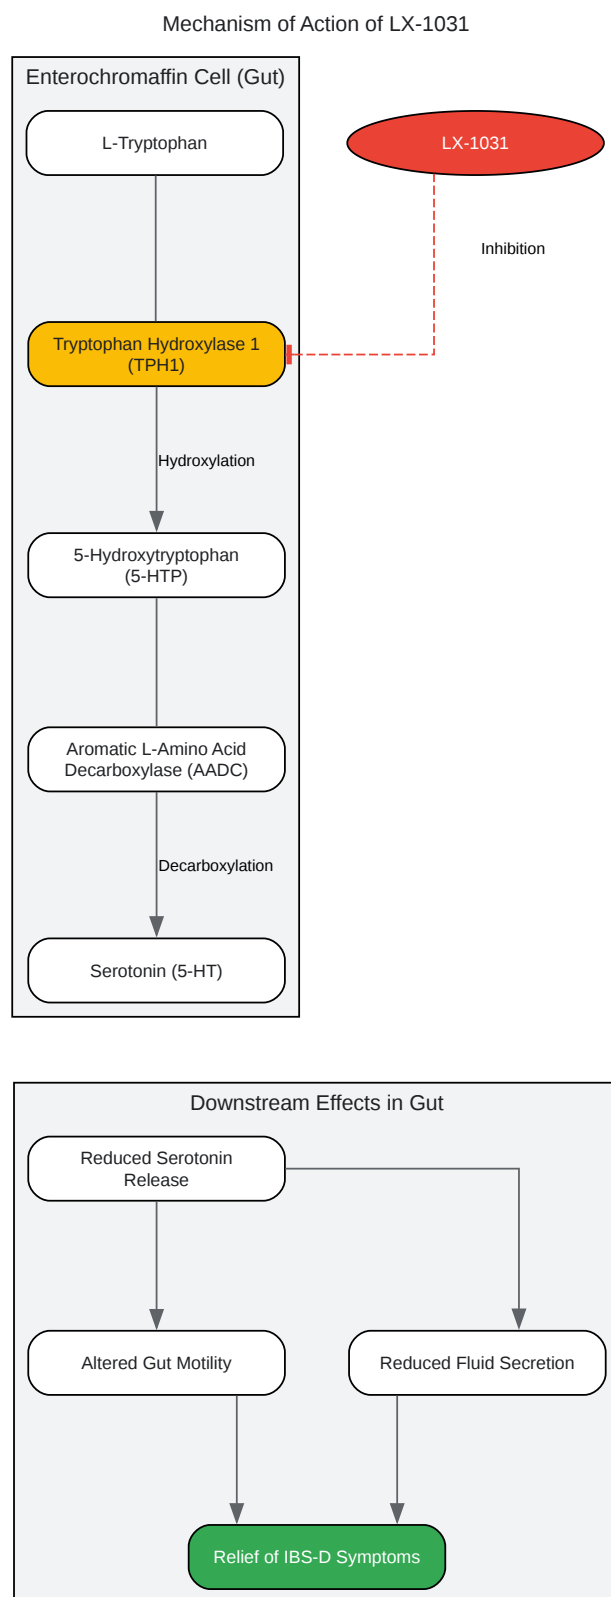 Mechanism of Action of LX-1031
Enterochromaffin Cell (Gut)
L-Tryptophan
LX-1031
Inhibition
Tryptophan Hydroxylase 1
(TPH1)
Hydroxylation
5-Hydroxytryptophan
(5-HTP)
Aromatic L-Amino Acid
Decarboxylase (AADC)
Decarboxylation
Serotonin (5-HT)
Downstream Effects in Gut
Reduced Serotonin
Release
Altered Gut Motility
Reduced Fluid Secretion
Relief of IBS-D Symptoms